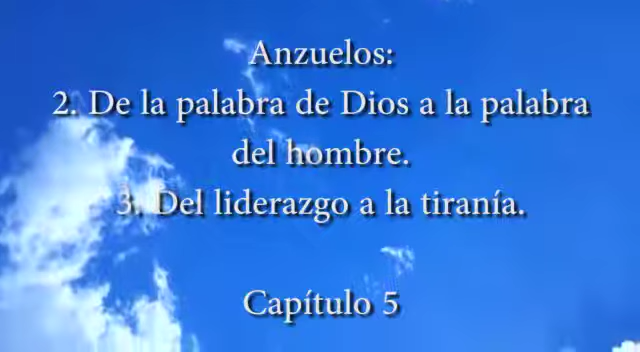 Anzuelos:
2. De la palabra de Dios a la palabra
del hombre.
3. Del liderazgo a la tiranía.
Capítulo 5